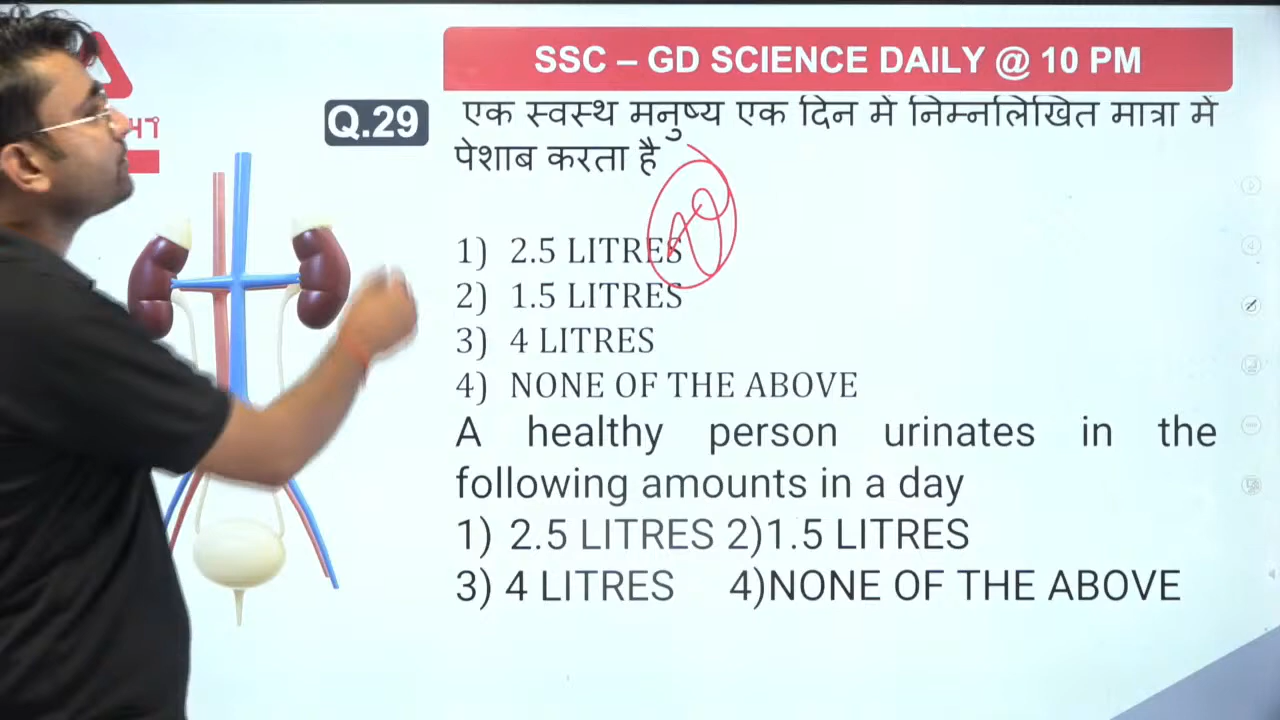 SSC – GD SCIENCE DAILY @ 10 PM
Q.29 एक स्वस्थ मनुष्य एक दिन में निम्नलिखित मात्रा में
पेशाब करता है
1) 2.5 LITRES
2) 1.5 LITRES
3) 4 LITRES
4) NONE OF THE ABOVE
A healthy person urinates in the
following amounts in a day
1) 2.5 LITRES 2)1.5 LITRES
3) 4 LITRES 4)NONE OF THE ABOVE